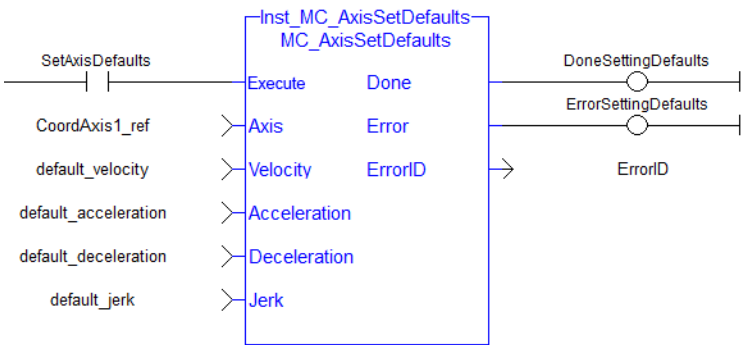 Inst_MC_AxisSetDefaults
MC_AxisSetDefaults
SetAxisDefaults
DoneSettingDefaults
Execute Done
ErrorSettingDefaults
CoordAxis1_ref Axis Error
default_velocity Velocity ErrorID ErrorID
default_acceleration Acceleration
default_deceleration Deceleration
default_jerk Jerk